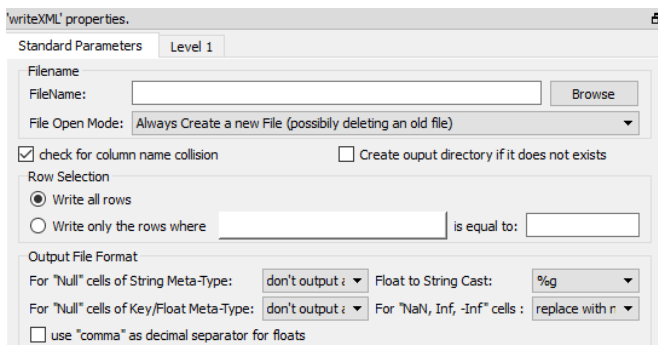 'writeXML' properties.
Standard Parameters Level 1
Filename
FileName: Browse
File Open Mode: Always Create a new File (possibily deleting an old file)
check for column name collision Create ouput directory if it does not exists
Row Selection
Write all rows
Write only the rows where is equal to:
Output File Format
For "Null" cells of String Meta-Type: don't output Float to String Cast: %g
For "Null" cells of Key/Float Meta-Type: don't output For "NaN, Inf, -Inf" cells : replace with
use "comma" as decimal separator for floats